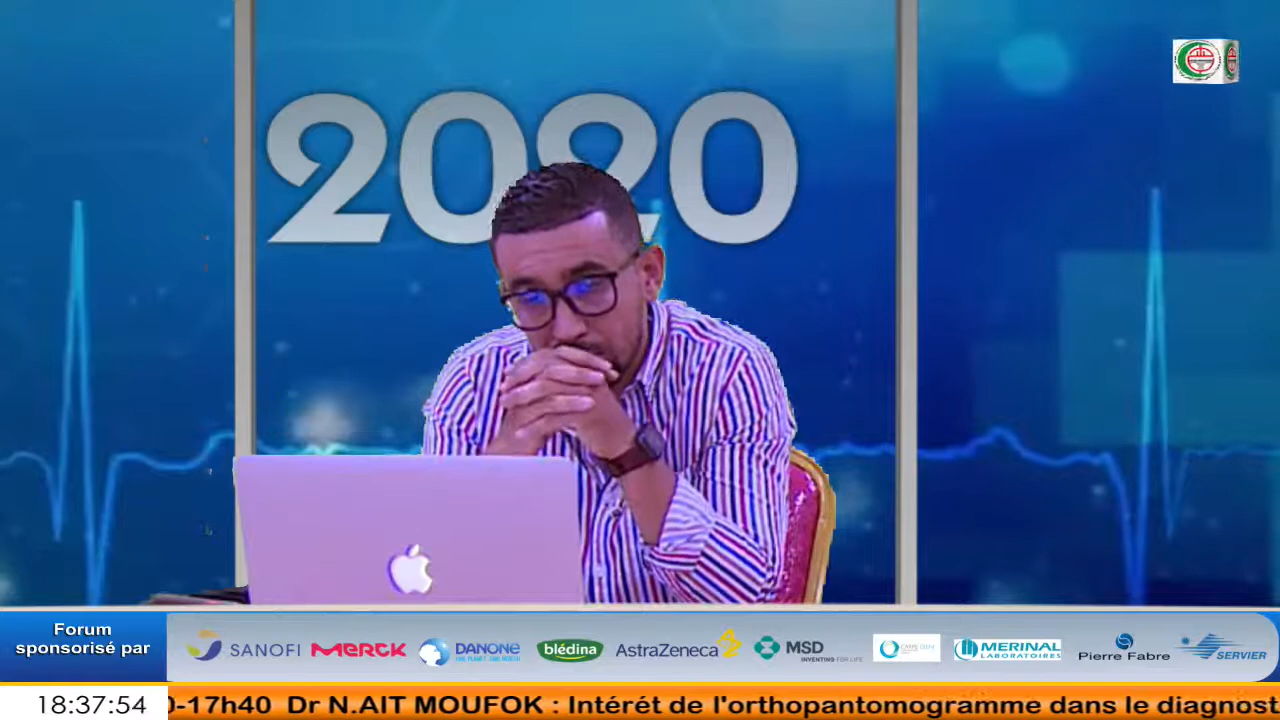 2020
Forum
sponsorisé par
SANOFI
MERCK
DANONE
blédina
AstraZeneca
MSD
INVENTING FOR LIFE
MERINAL
LABORATOIRES
Pierre Fabre
SERVIER
18:37:54
0-17h40 Dr N.AIT MOUFOK : Intérêt de l'orthopantomogramme dans le diagnost